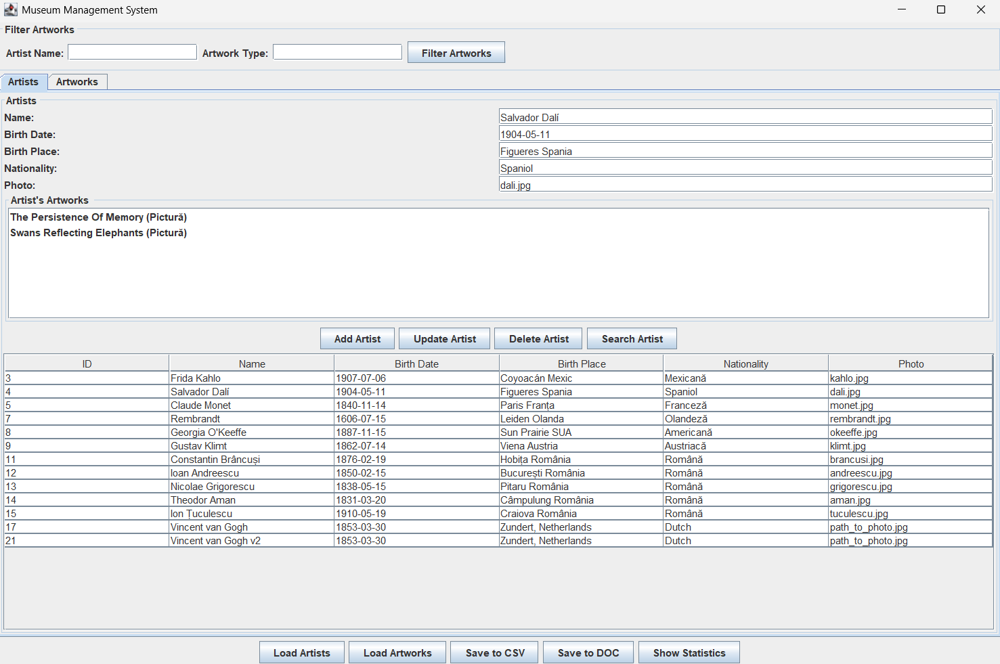 Museum Management System
Filter Artworks
Artist Name: Artwork Type: Filter Artworks
Artists Artworks
Artists
Name: Salvador Dalí
Birth Date: 1904-05-11
Birth Place: Figueres Spania
Nationality: Spaniol
Photo: dali.jpg
Artist's Artworks
The Persistence Of Memory (Pictură)
Swans Reflecting Elephants (Pictură)
Add Artist Update Artist Delete Artist Search Artist
ID Name Birth Date Birth Place Nationality Photo
3 Frida Kahlo 1907-07-06 Coyoacán Mexic Mexicană kahlo.jpg
4 Salvador Dalí 1904-05-11 Figueres Spania Spaniol dali.jpg
5 Claude Monet 1840-11-14 Paris Franța Franceză monet.jpg
7 Rembrandt 1606-07-15 Leiden Olanda Olandeză rembrandt.jpg
8 Georgia O'Keeffe 1887-11-15 Sun Prairie SUA Americană okeeffe.jpg
9 Gustav Klimt 1862-07-14 Viena Austria Austriacă klimt.jpg
11 Constantin Brâncuși 1876-02-19 Hobița România Română brancusi.jpg
12 Ioan Andreescu 1850-02-15 București România Română andreescu.jpg
13 Nicolae Grigorescu 1838-05-15 Pitaru România Română grigorescu.jpg
14 Theodor Aman 1831-03-20 Câmpulung România Română aman.jpg
15 Ion Țuculescu 1910-05-19 Craiova România Română tuculescu.jpg
17 Vincent van Gogh 1853-03-30 Zundert, Netherlands Dutch path_to_photo.jpg
21 Vincent van Gogh v2 1853-03-30 Zundert, Netherlands Dutch path_to_photo.jpg
Load Artists Load Artworks Save to CSV Save to DOC Show Statistics